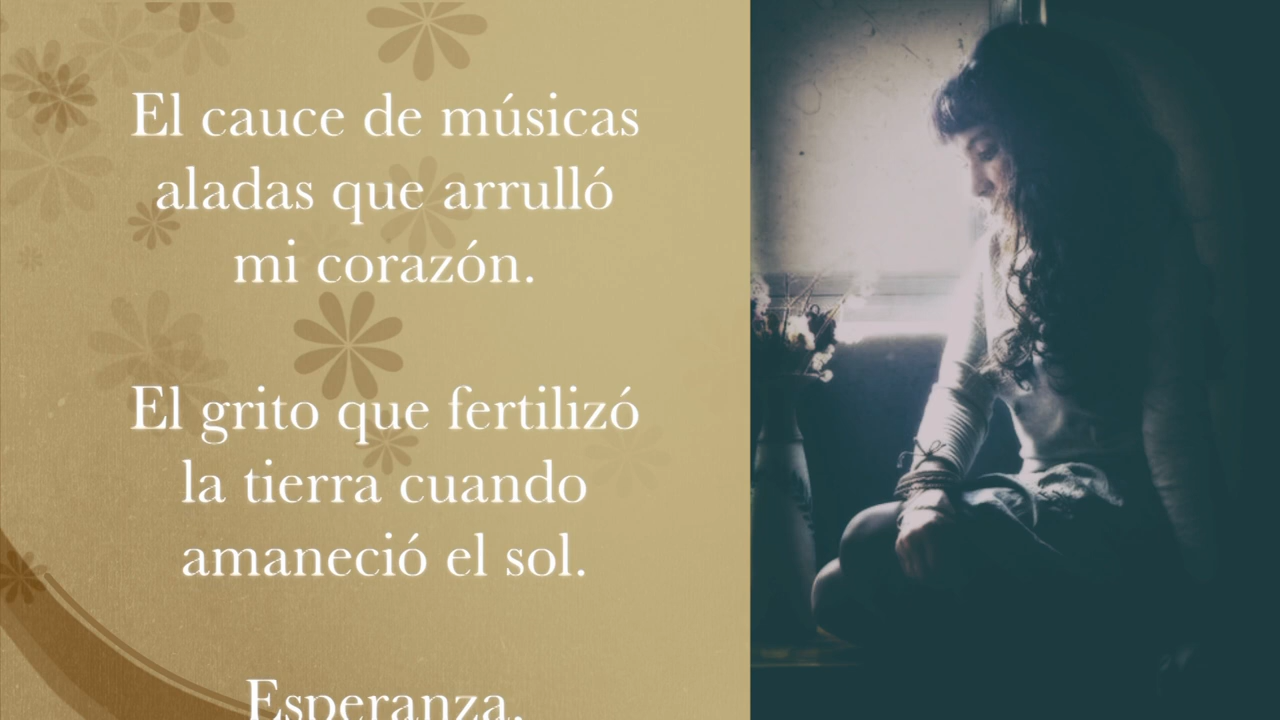 El cauce de músicas
aladas que arrulló
mi corazón.
El grito que fertilizó
la tierra cuando
amaneció el sol.
Esperanza,